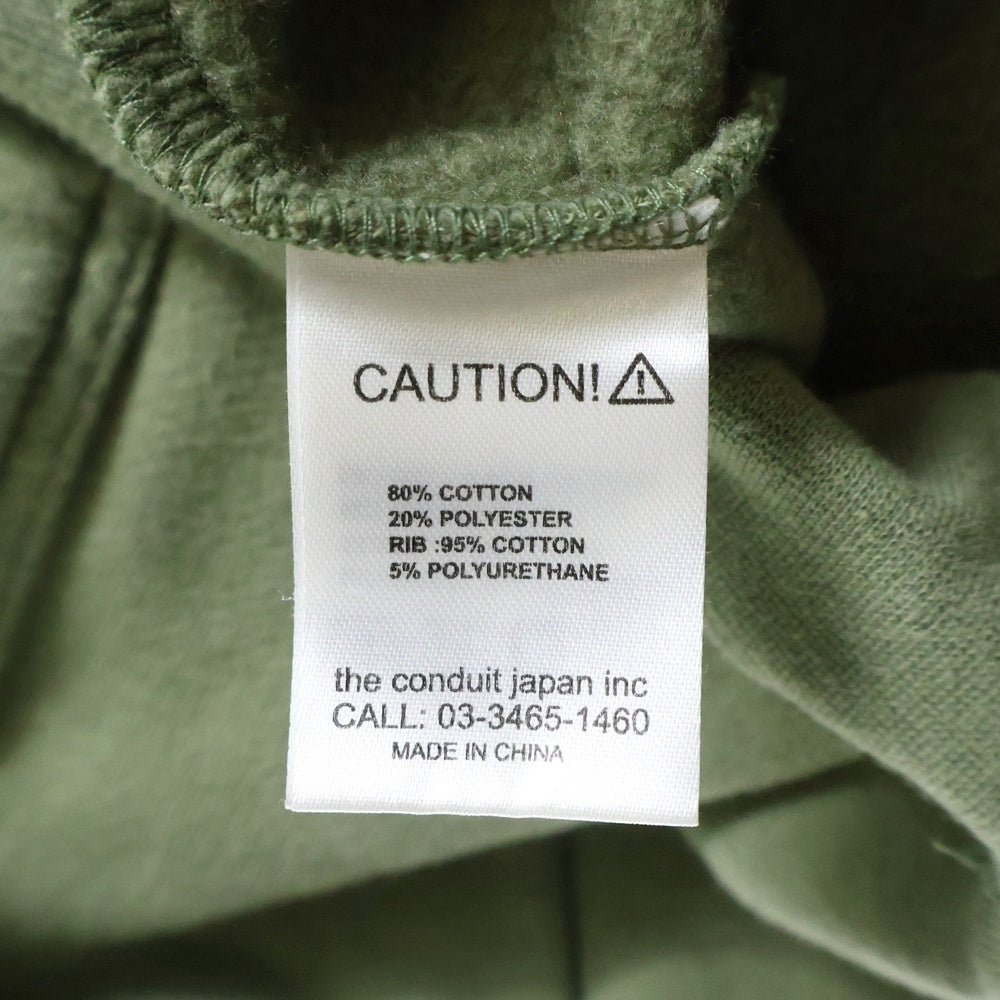 CAUTION!
80% COTTON
20% POLYESTER
RIB :95% COTTON
5% POLYURETHANE
the conduit japan inc
CALL: 03-3465-1460
MADE IN CHINA